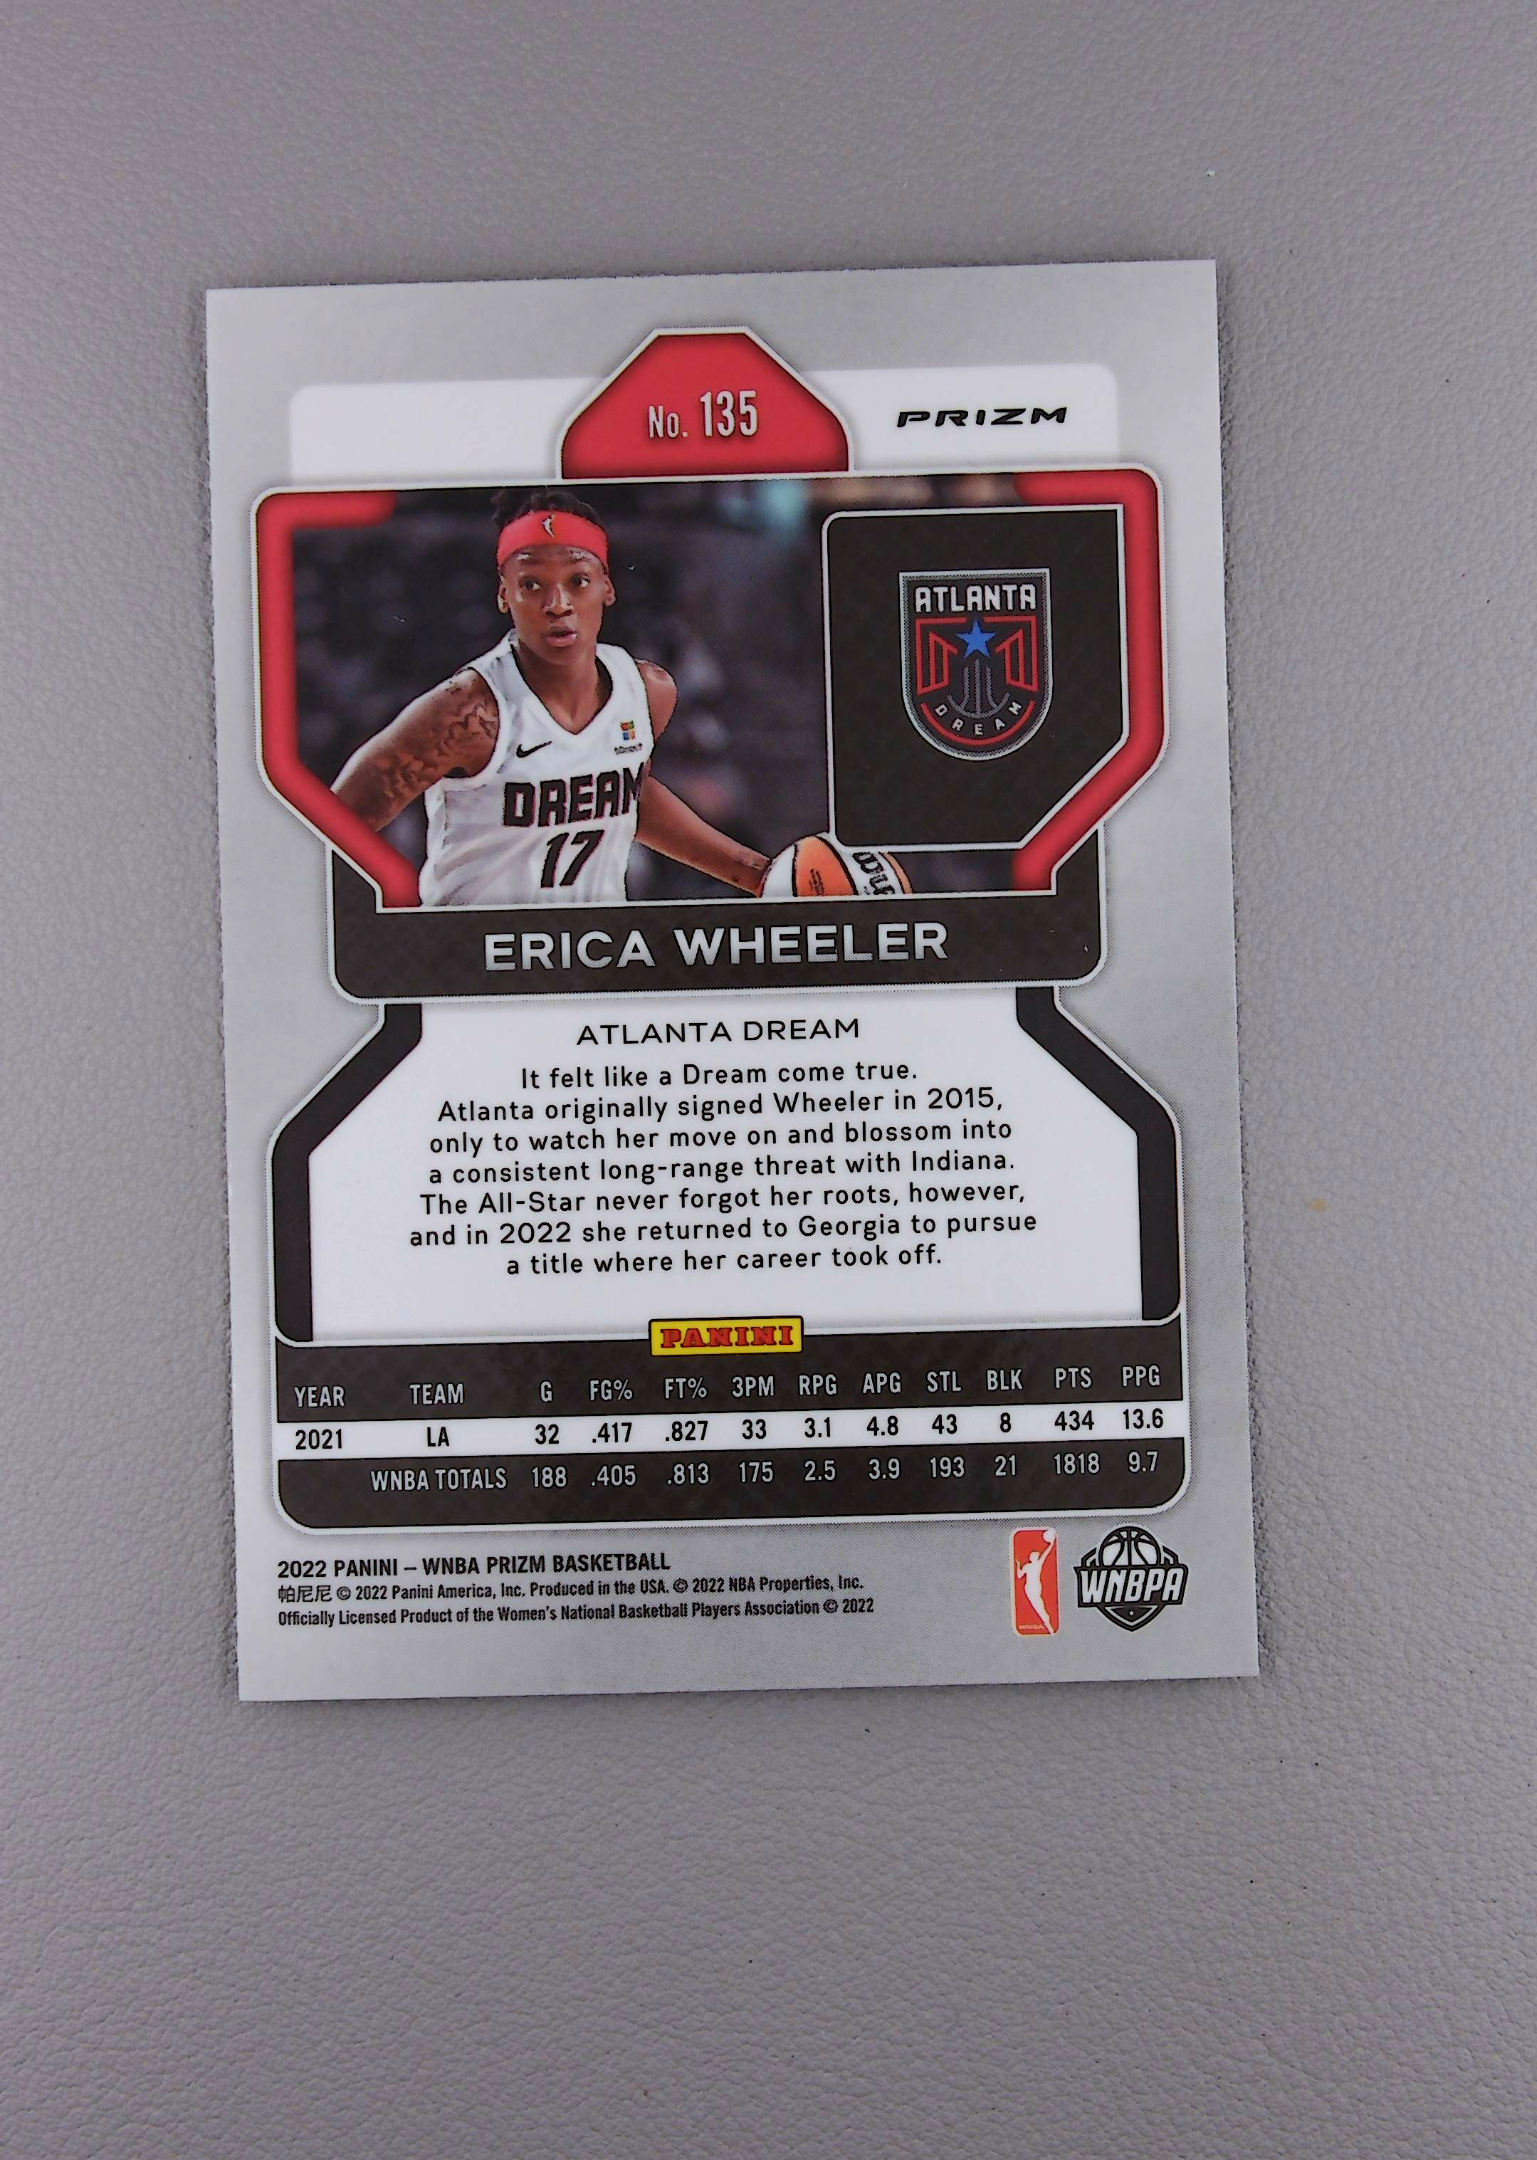 No. 135
PRIZM
ATLANTA
DREAM
DREAM
17
ERICA WHEELER
ATLANTA DREAM
It felt like a Dream come true.
Atlanta originally signed Wheeler in 2015,
only to watch her move on and blossom into
a consistent long-range threat with Indiana.
The All-Star never forgot her roots, however,
and in 2022 she returned to Georgia to pursue
a title where her career took off.
PANINI
YEAR TEAM G FG% FT% 3PM RPG APG STL BLK PTS PPG
2021 LA 32 .417 .827 33 3.1 4.8 43 8 434 13.6
WNBA TOTALS 188 .405 .813 175 2.5 3.9 193 21 1818 9.7
2022 PANINI – WNBA PRIZM BASKETBALL
帕尼尼 © 2022 Panini America, Inc. Produced in the USA. © 2022 NBA Properties, Inc.
Officially Licensed Product of the Women's National Basketball Players Association © 2022
WNBA
WNBPA